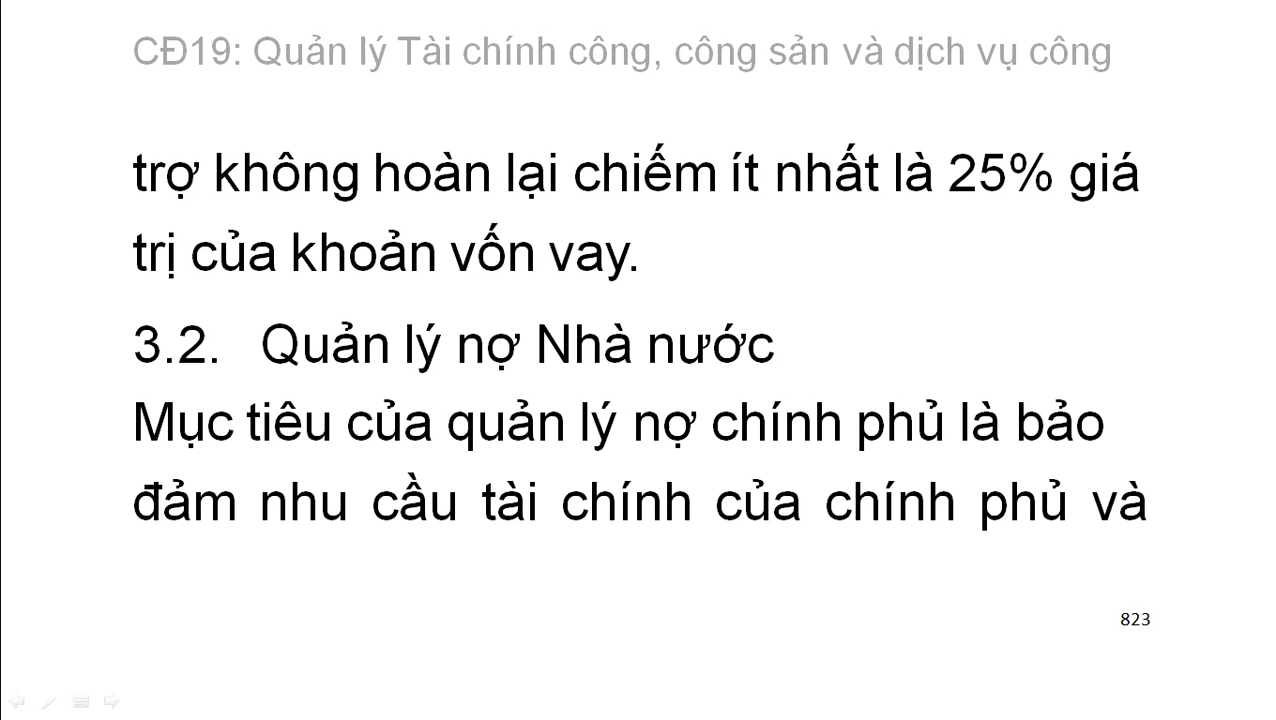 CĐ19: Quản lý Tài chính công, công sản và dịch vụ công
trợ không hoàn lại chiếm ít nhất là 25% giá
trị của khoản vốn vay.
3.2. Quản lý nợ Nhà nước
Mục tiêu của quản lý nợ chính phủ là bảo
đảm nhu cầu tài chính của chính phủ và
823